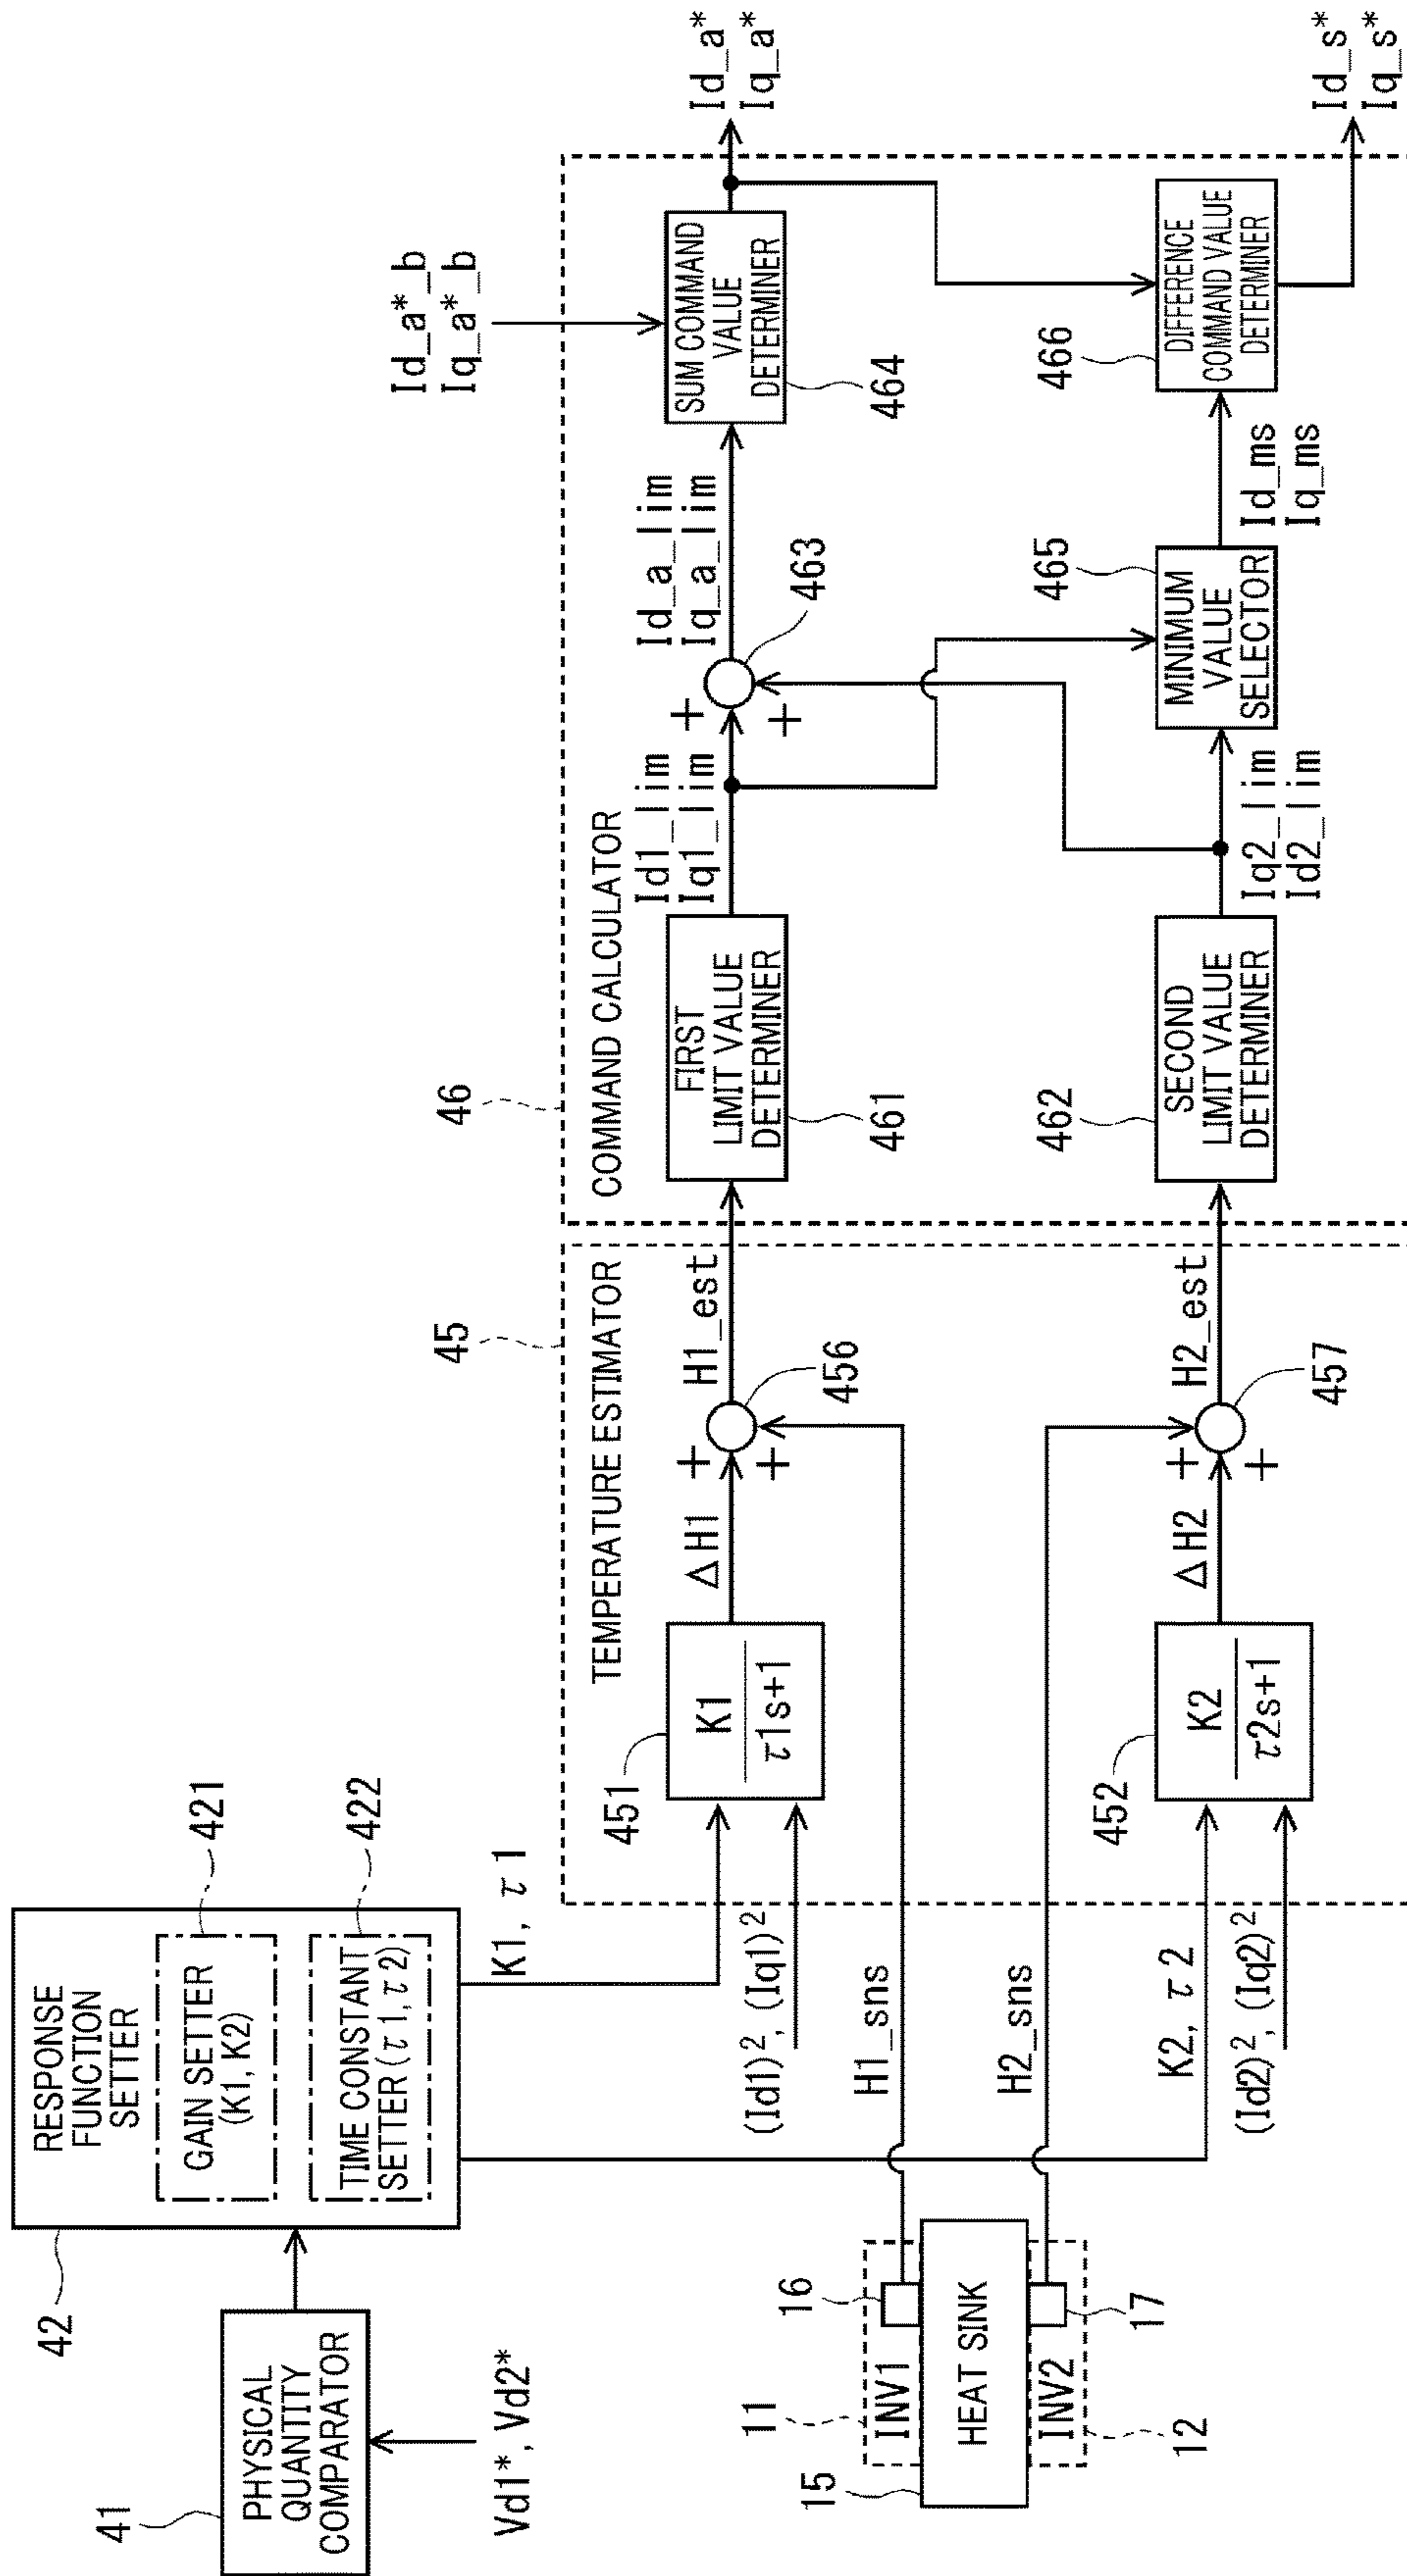 41
PHYSICAL
QUANTITY
COMPARATOR
Vd1*, Vd2*
42
RESPONSE
FUNCTION
SETTER
GAIN SETTER
(K1, K2)
421
TIME CONSTANT
SETTER(τ1, τ2)
422
K1, τ1
(Id1)², (Iq1)²
H1_sns
H2_sns
K2, τ2
(Id2)², (Iq2)²
11
INV1
16
15
HEAT SINK
INV2
12
17
45
TEMPERATURE ESTIMATOR
451
K1
τ1s+1
ΔH1
+
+
456
H1_est
452
K2
τ2s+1
ΔH2
+
+
457
H2_est
46
COMMAND CALCULATOR
FIRST
LIMIT VALUE
DETERMINER
461
Id1_lim
Iq1_lim
+
+
463
Id_a_lim
Iq_a_lim
Id_a*_b
Iq_a*_b
SUM COMMAND
VALUE
DETERMINER
464
Id_a*
Iq_a*
462
SECOND
LIMIT VALUE
DETERMINER
Iq2_lim
Id2_lim
465
MINIMUM
VALUE
SELECTOR
Id_ms
Iq_ms
466
DIFFERENCE
COMMAND VALUE
DETERMINER
Id_s*
Iq_s*